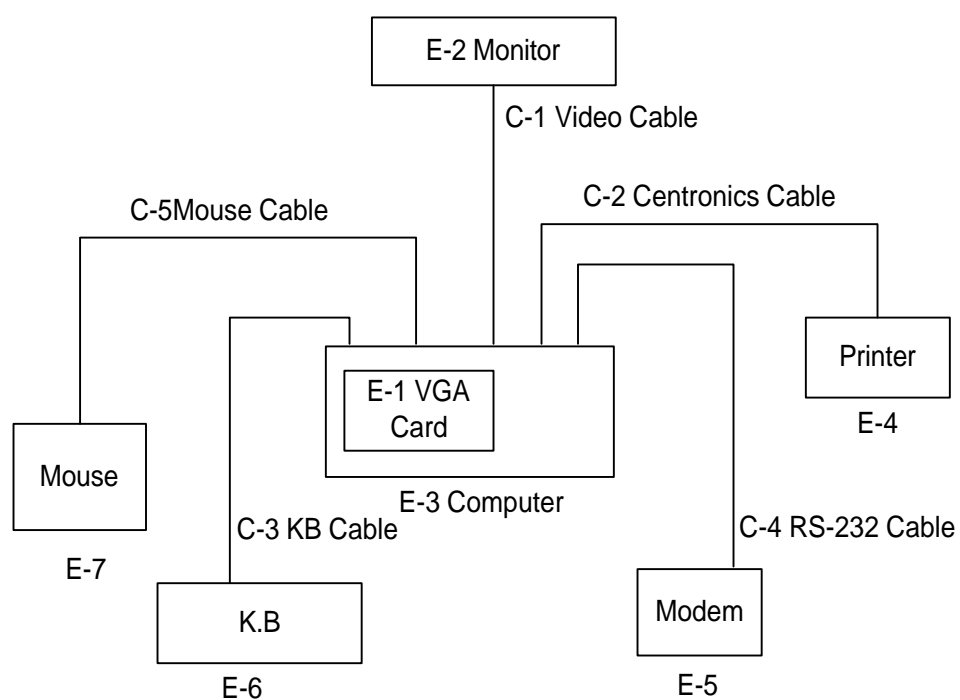 E-2 Monitor
C-1 Video Cable
C-5Mouse Cable
C-2 Centronics Cable
Printer
E-4
E-1 VGA
Card
E-3 Computer
Mouse
E-7
C-3 KB Cable
C-4 RS-232 Cable
K.B
E-6
Modem
E-5